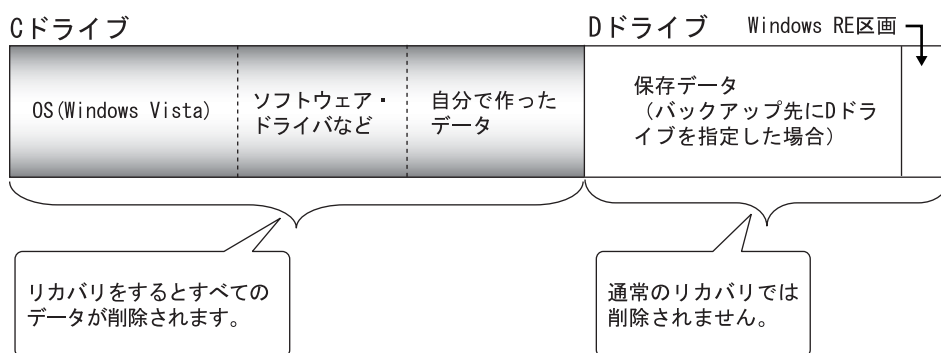 Cドライブ
Dドライブ
Windows RE区画
OS(Windows Vista)
ソフトウェア・
ドライバなど
自分で作った
データ
保存データ
(バックアップ先にDドラ
イブを指定した場合)
リカバリをするとすべての
データが削除されます。
通常のリカバリでは
削除されません。